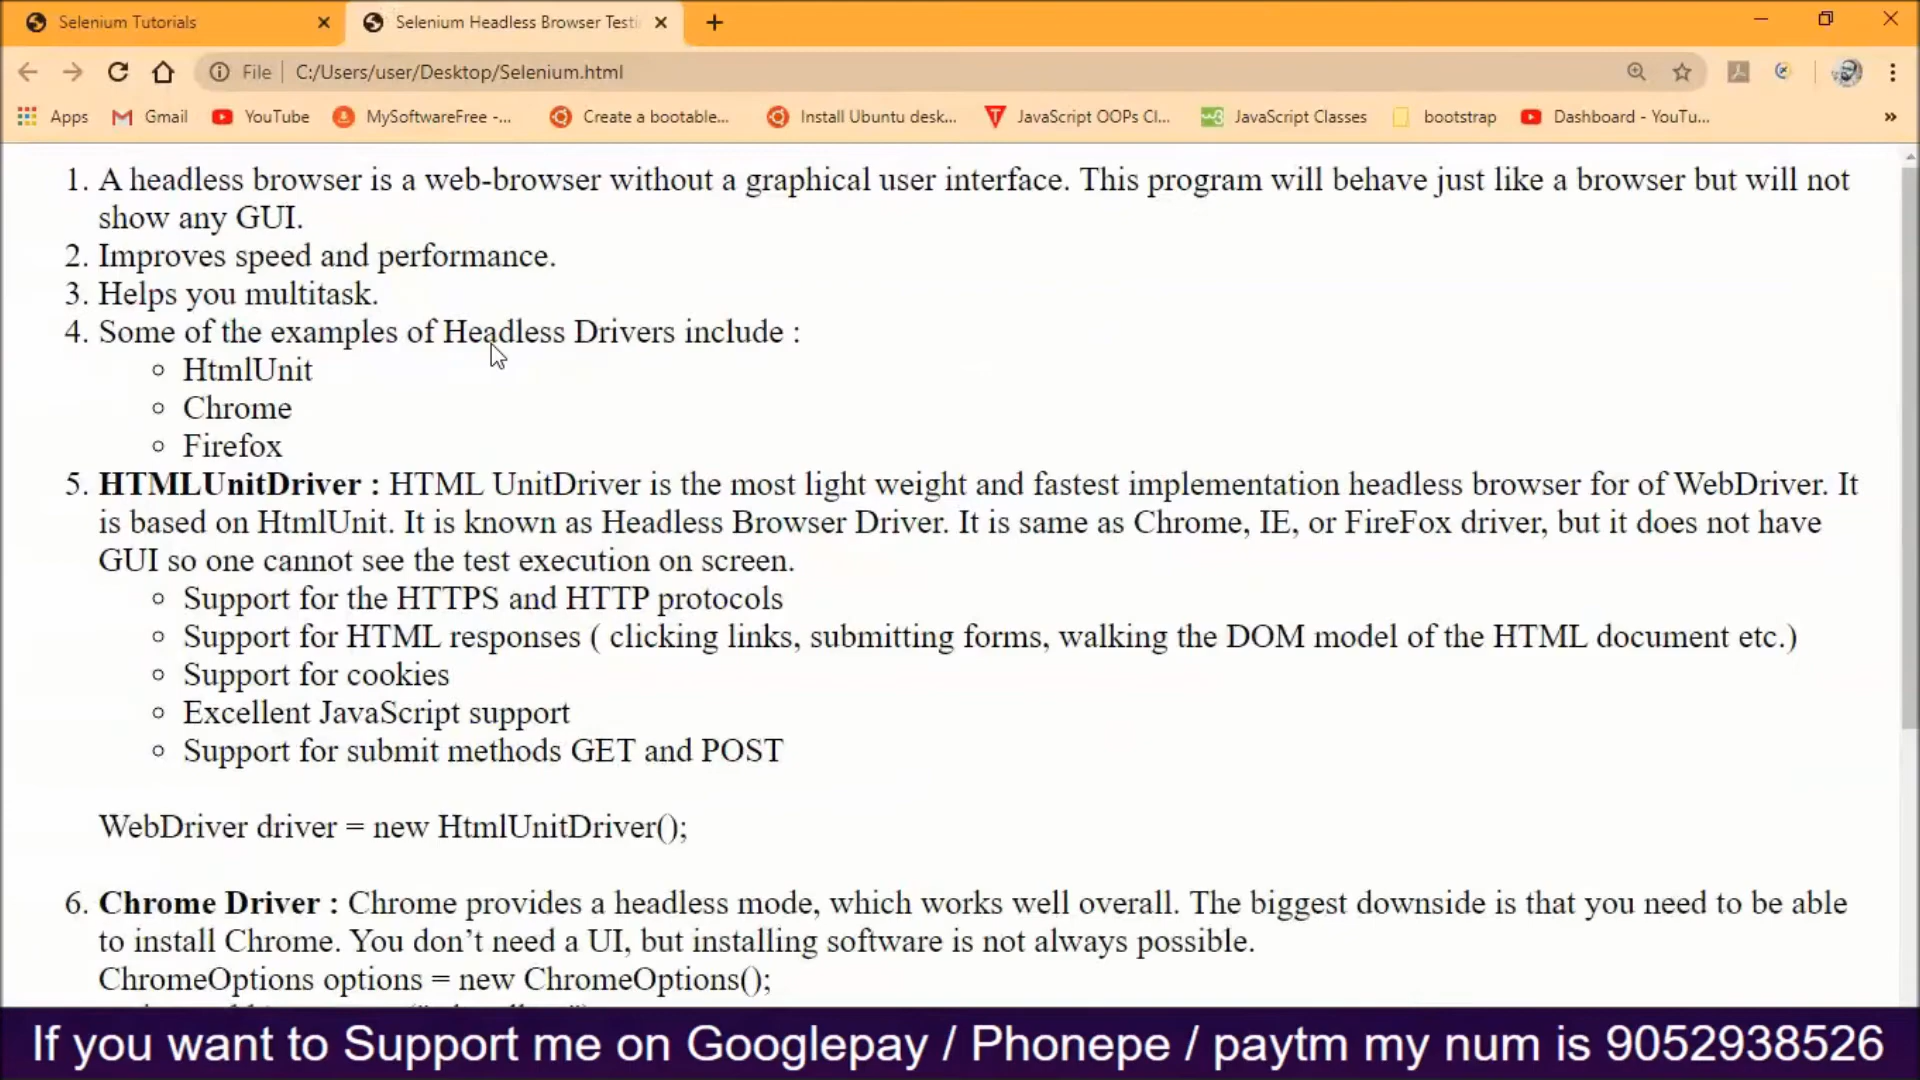 Selenium Tutorials
Selenium Headless Browser Testi
File
C:/Users/user/Desktop/Selenium.html
Apps
Gmail
YouTube
MySoftwareFree -...
Create a bootable...
Install Ubuntu desk...
JavaScript OOPs Cl...
JavaScript Classes
bootstrap
Dashboard - YouTu...
1. A headless browser is a web-browser without a graphical user interface. This program will behave just like a browser but will not
show any GUI.
2. Improves speed and performance.
3. Helps you multitask.
4. Some of the examples of Headless Drivers include :
HtmlUnit
Chrome
Firefox
5. HTMLUnitDriver : HTML UnitDriver is the most light weight and fastest implementation headless browser for of WebDriver. It
is based on HtmlUnit. It is known as Headless Browser Driver. It is same as Chrome, IE, or FireFox driver, but it does not have
GUI so one cannot see the test execution on screen.
Support for the HTTPS and HTTP protocols
Support for HTML responses ( clicking links, submitting forms, walking the DOM model of the HTML document etc.)
Support for cookies
Excellent JavaScript support
Support for submit methods GET and POST
WebDriver driver = new HtmlUnitDriver();
6. Chrome Driver : Chrome provides a headless mode, which works well overall. The biggest downside is that you need to be able
to install Chrome. You don’t need a UI, but installing software is not always possible.
ChromeOptions options = new ChromeOptions();
If you want to Support me on Googlepay / Phonepe / paytm my num is 9052938526